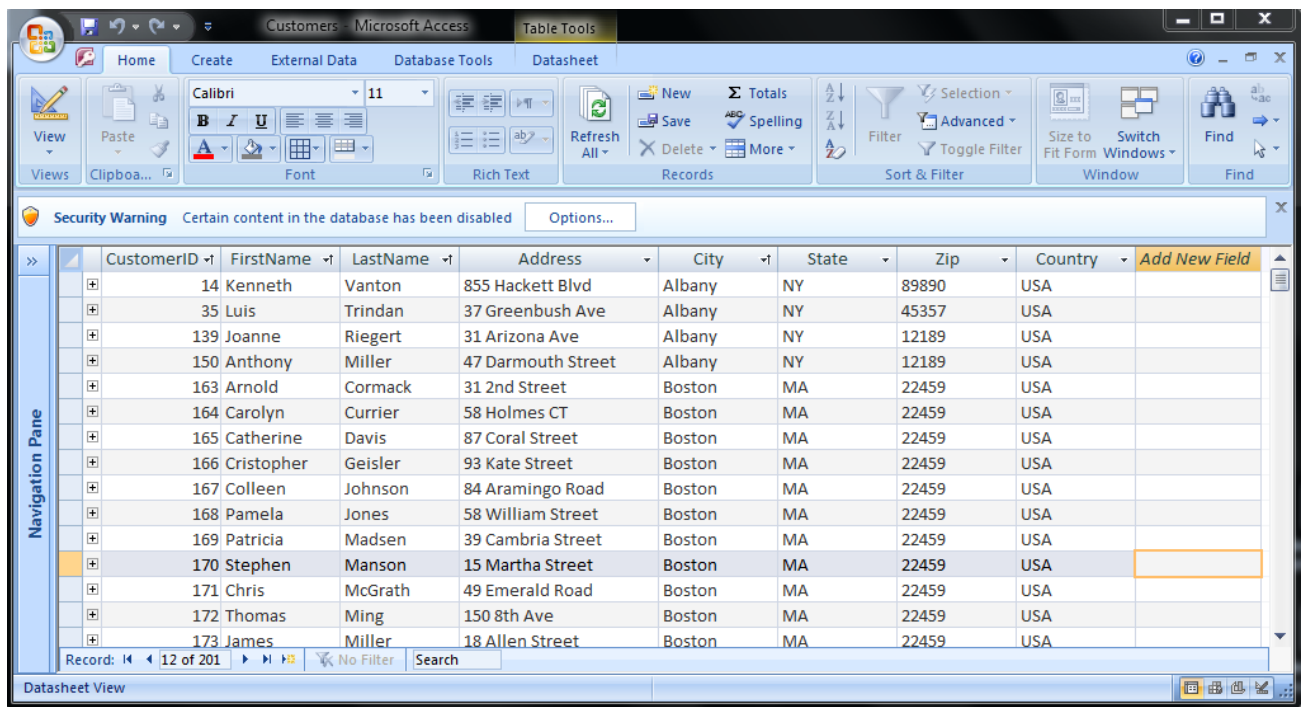 Customers - Microsoft Access Table Tools
Home Create External Data Database Tools Datasheet
Calibri 11 New Σ Totals Selection
View Paste B I U Refresh All Save ABC Spelling Filter Advanced Size to Fit Form Switch Windows Find
A Delete More Toggle Filter
Views Clipboa... Font Rich Text Records Sort & Filter Window Find
Security Warning Certain content in the database has been disabled Options...
CustomerID FirstName LastName Address City State Zip Country Add New Field
14 Kenneth Vanton 855 Hackett Blvd Albany NY 89890 USA
35 Luis Trindan 37 Greenbush Ave Albany NY 45357 USA
139 Joanne Riegert 31 Arizona Ave Albany NY 12189 USA
150 Anthony Miller 47 Darmouth Street Albany NY 12189 USA
163 Arnold Cormack 31 2nd Street Boston MA 22459 USA
164 Carolyn Currier 58 Holmes CT Boston MA 22459 USA
165 Catherine Davis 87 Coral Street Boston MA 22459 USA
166 Cristopher Geisler 93 Kate Street Boston MA 22459 USA
167 Colleen Johnson 84 Aramingo Road Boston MA 22459 USA
168 Pamela Jones 58 William Street Boston MA 22459 USA
169 Patricia Madsen 39 Cambria Street Boston MA 22459 USA
170 Stephen Manson 15 Martha Street Boston MA 22459 USA
171 Chris McGrath 49 Emerald Road Boston MA 22459 USA
172 Thomas Ming 150 8th Ave Boston MA 22459 USA
173 James Miller 18 Allen Street Boston MA 22459 USA
Navigation Pane
Record: 12 of 201 No Filter Search
Datasheet View